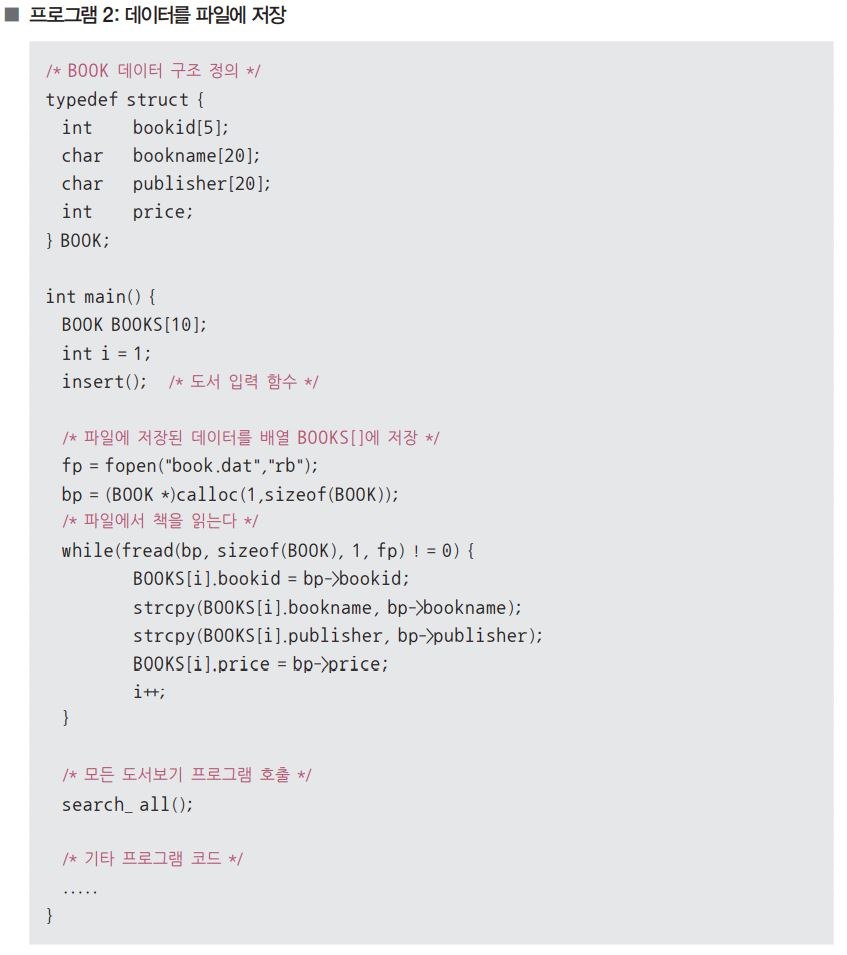 ■ 프로그램 2: 데이터를 파일에 저장
/* BOOK 데이터 구조 정의 */
typedef struct {
int bookid[5];
char bookname[20];
char publisher[20];
int price;
} BOOK;
int main() {
BOOK BOOKS[10];
int i = 1;
insert(); /* 도서 입력 함수 */
/* 파일에 저장된 데이터를 배열 BOOKS[]에 저장 */
fp = fopen("book.dat","rb");
bp = (BOOK *)calloc(1,sizeof(BOOK));
/* 파일에서 책을 읽는다 */
while(fread(bp, sizeof(BOOK), 1, fp) ! = 0) {
BOOKS[i].bookid = bp->bookid;
strcpy(BOOKS[i].bookname, bp->bookname);
strcpy(BOOKS[i].publisher, bp->publisher);
BOOKS[i].price = bp->price;
i++;
}
/* 모든 도서보기 프로그램 호출 */
search_ all();
/* 기타 프로그램 코드 */
.....
}